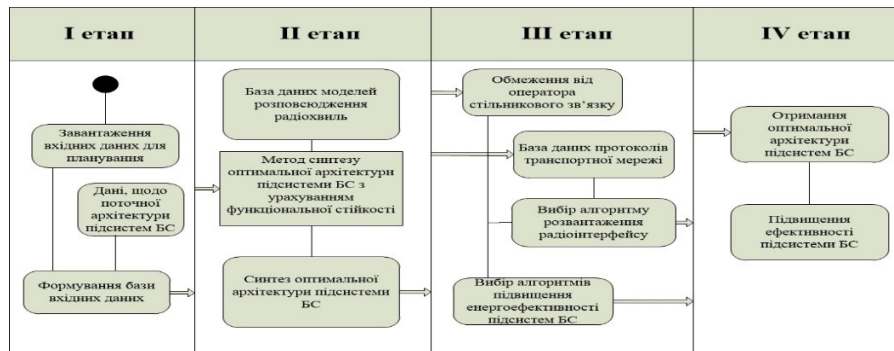 I етап
II етап
III етап
IV етап
Завантаження
вхідних даних для
планування
Дані, щодо
поточної
архітектури
підсистем БС
Формування бази
вхідних даних
База даних моделей
розповсюдження
радіохвиль
Метод синтезу
оптимальної архітектури
підсистеми БС з
урахуванням
функціональної стійкості
Синтез оптимальної
архітектури підсистеми
БС
Обмеження від
оператора
стільникового зв’язку
База даних протоколів
транспортної мережі
Вибір алгоритму
розвантаження
радіоінтерфейсу
Вибір алгоритмів
підвищення
енергоефективності
підсистем БС
Отримання
оптимальної
архітектури
підсистем БС
Підвищення
ефективності
підсистеми БС